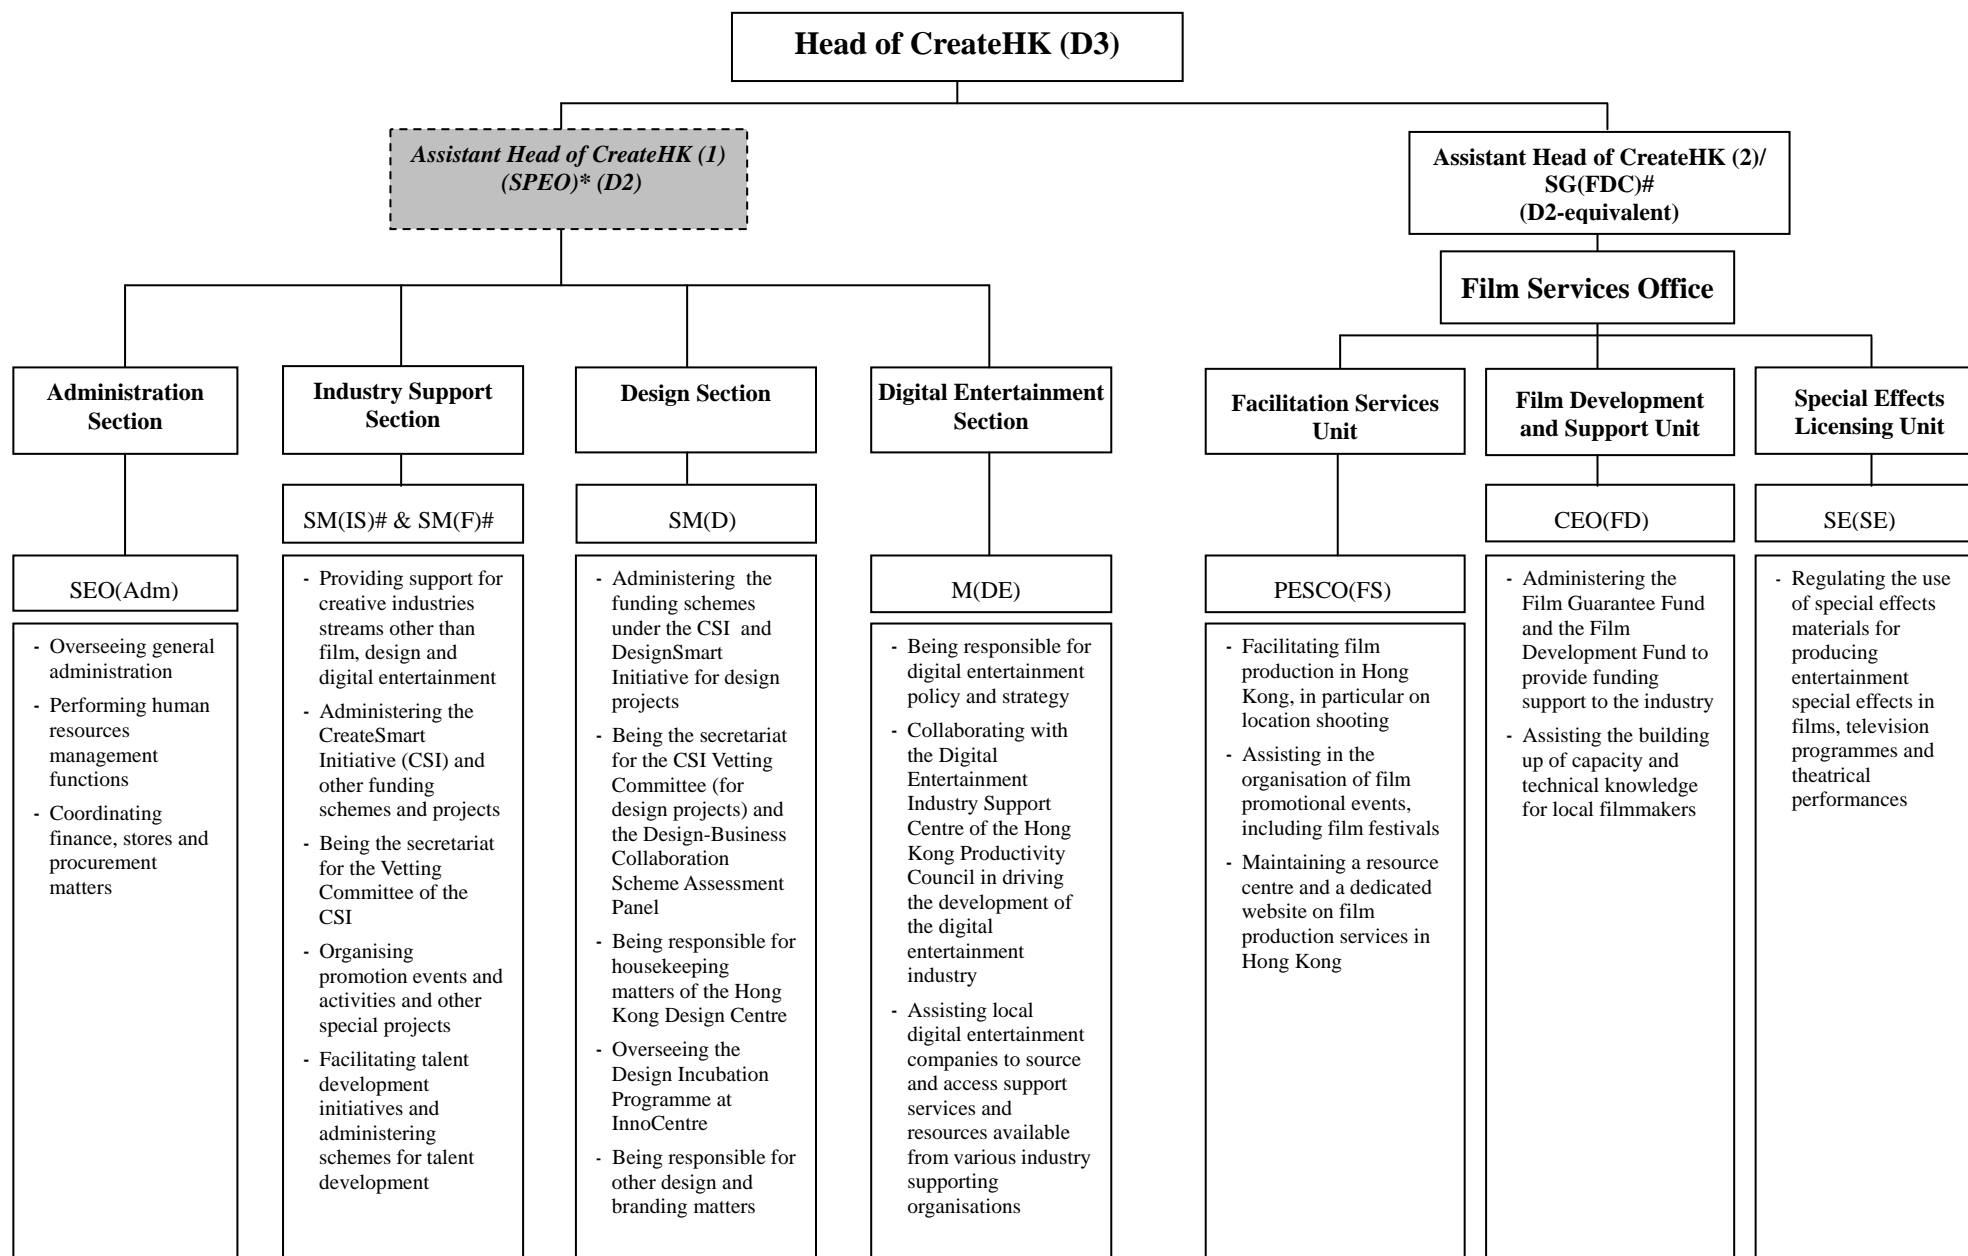 Head of CreateHK (D3)
Assistant Head of CreateHK (1)
(SPEO)* (D2)
Assistant Head of CreateHK (2)/
SG(FDC)#
(D2-equivalent)
Film Services Office
Administration
Section
SEO(Adm)
- Overseeing general
administration
- Performing human
resources
management
functions
- Coordinating
finance, stores and
procurement
matters
Industry Support
Section
SM(IS)# & SM(F)#
- Providing support for
creative industries
streams other than
film, design and
digital entertainment
- Administering the
CreateSmart
Initiative (CSI) and
other funding
schemes and projects
- Being the secretariat
for the Vetting
Committee of the
CSI
- Organising
promotion events and
activities and other
special projects
- Facilitating talent
development
initiatives and
administering
schemes for talent
development
Design Section
SM(D)
- Administering the
funding schemes
under the CSI and
DesignSmart
Initiative for design
projects
- Being the secretariat
for the CSI Vetting
Committee (for
design projects) and
the Design-Business
Collaboration
Scheme Assessment
Panel
- Being responsible for
housekeeping
matters of the Hong
Kong Design Centre
- Overseeing the
Design Incubation
Programme at
InnoCentre
- Being responsible for
other design and
branding matters
Digital Entertainment
Section
M(DE)
- Being responsible for
digital entertainment
policy and strategy
- Collaborating with
the Digital
Entertainment
Industry Support
Centre of the Hong
Kong Productivity
Council in driving
the development of
the digital
entertainment
industry
- Assisting local
digital entertainment
companies to source
and access support
services and
resources available
from various industry
supporting
organisations
Facilitation Services
Unit
PESCO(FS)
- Facilitating film
production in Hong
Kong, in particular on
location shooting
- Assisting in the
organisation of film
promotional events,
including film festivals
- Maintaining a resource
centre and a dedicated
website on film
production services in
Hong Kong
Film Development
and Support Unit
CEO(FD)
- Administering the
Film Guarantee Fund
and the Film
Development Fund to
provide funding
support to the industry
- Assisting the building
up of capacity and
technical knowledge
for local filmmakers
Special Effects
Licensing Unit
SE(SE)
- Regulating the use
of special effects
materials for
producing
entertainment
special effects in
films, television
programmes and
theatrical
performances